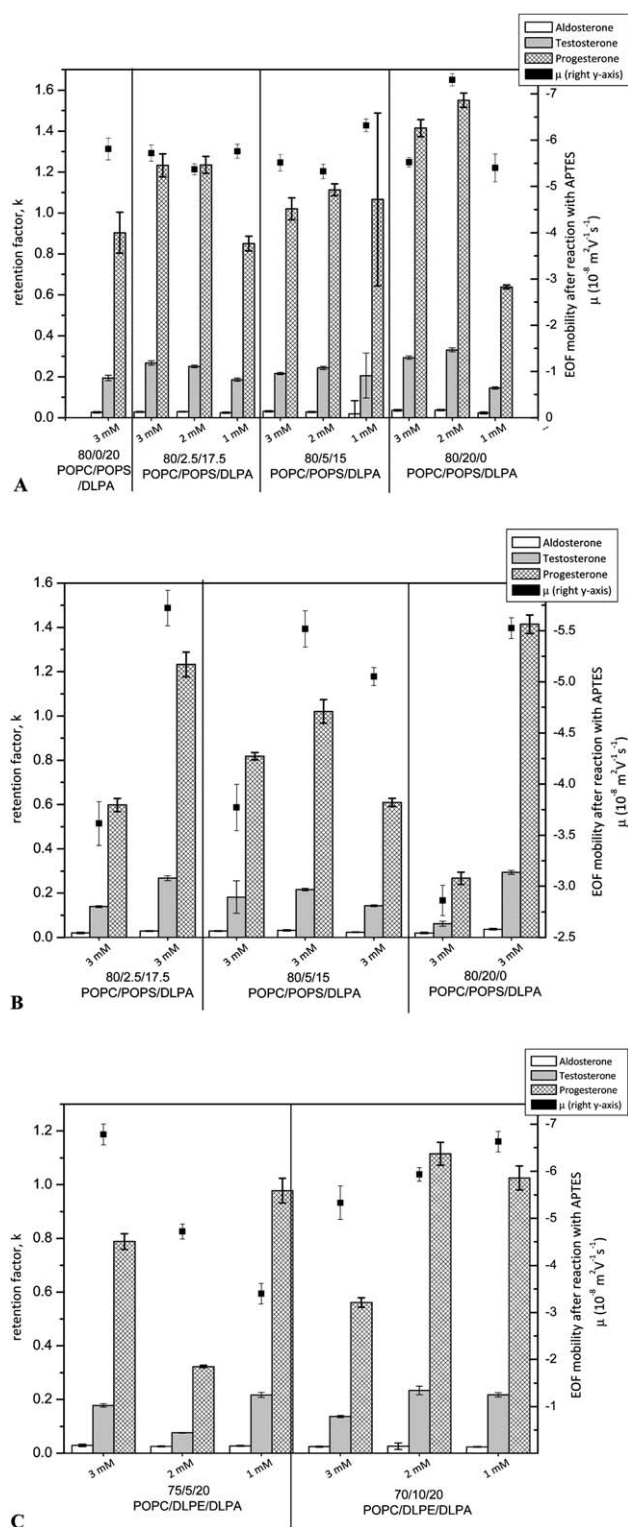 Aldosterone
Testosterone
Progesterone
μ (right y-axis)
1.6
1.4
1.2
1.0
0.8
0.6
0.4
0.2
0.0
retention factor, k
-7
-6
-5
-4
-3
-2
-1
0
EOF mobility after reaction with APTES
μ (10⁻⁸ m²V⁻¹s⁻¹)
3 mM 3 mM 2 mM 1 mM 3 mM 2 mM 1 mM 3 mM 2 mM 1 mM
80/0/20
POPC/POPS
/DLPA
80/2.5/17.5
POPC/POPS/DLPA
80/5/15
POPC/POPS/DLPA
80/20/0
POPC/POPS/DLPA
A
Aldosterone
Testosterone
Progesterone
μ (right y-axis)
1.6
1.4
1.2
1.0
0.8
0.6
0.4
0.2
0.0
retention factor, k
-5.5
-5.0
-4.5
-4.0
-3.5
-3.0
-2.5
EOF mobility after reaction with APTES
μ (10⁻⁸ m²V⁻¹s⁻¹)
3 mM 3 mM 3 mM 3 mM 3 mM 3 mM 3 mM
80/2.5/17.5
POPC/POPS/DLPA
80/5/15
POPC/POPS/DLPA
80/20/0
POPC/POPS/DLPA
B
Aldosterone
Testosterone
Progesterone
μ (right y-axis)
1.2
1.0
0.8
0.6
0.4
0.2
0.0
retention factor, k
-7
-6
-5
-4
-3
-2
-1
EOF mobility after reaction with APTES
μ (10⁻⁸ m²V⁻¹s⁻¹)
3 mM 2 mM 1 mM 3 mM 2 mM 1 mM
75/5/20
POPC/DLPE/DLPA
70/10/20
POPC/DLPE/DLPA
C